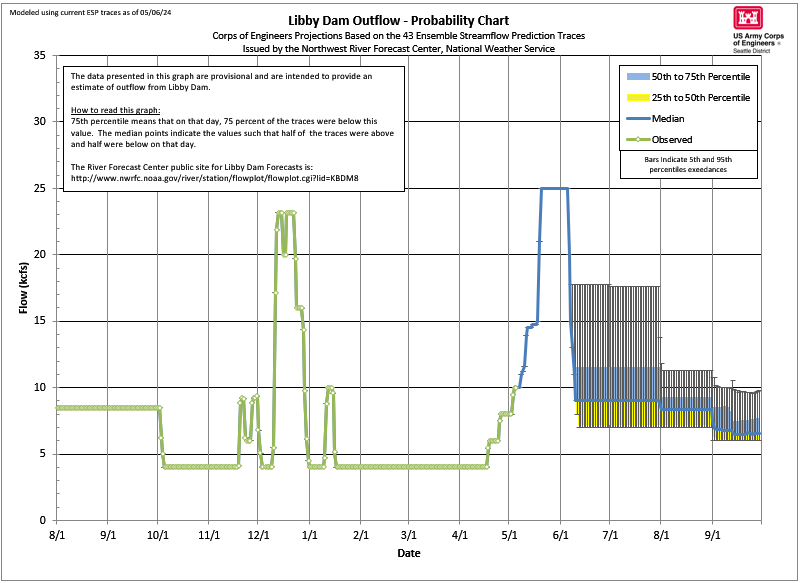 Modeled using current ESP traces as of 05/06/24
Libby Dam Outflow - Probability Chart
Corps of Engineers Projections Based on the 43 Ensemble Streamflow Prediction Traces
Issued by the Northwest River Forecast Center, National Weather Service
US Army Corps
of Engineers ®
Seattle District
The data presented in this graph are provisional and are intended to provide an
estimate of outflow from Libby Dam.
How to read this graph:
75th percentile means that on that day, 75 percent of the traces were below this
value. The median points indicate the values such that half of the traces were above
and half were below on that day.
The River Forecast Center public site for Libby Dam Forecasts is:
http://www.nwrfc.noaa.gov/river/station/flowplot/flowplot.cgi?lid=KBDM8
50th to 75th Percentile
25th to 50th Percentile
Median
Observed
Bars Indicate 5th and 95th
percentiles exeedances
Flow (kcfs)
35
30
25
20
15
10
5
0
8/1 9/1 10/1 11/1 12/1 1/1 2/1 3/1 4/1 5/1 6/1 7/1 8/1 9/1
Date